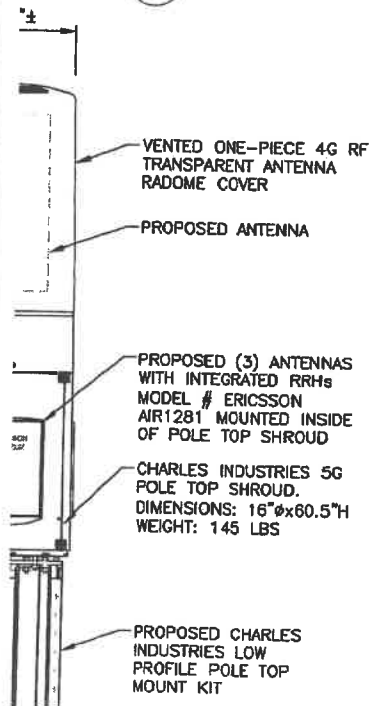 "±
VENTED ONE-PIECE 4G RF
TRANSPARENT ANTENNA
RADOME COVER
PROPOSED ANTENNA
PROPOSED (3) ANTENNAS
WITH INTEGRATED RRHs
MODEL # ERICSSON
AIR1281 MOUNTED INSIDE
OF POLE TOP SHROUD
CHARLES INDUSTRIES 5G
POLE TOP SHROUD.
DIMENSIONS: 16"øx60.5"H
WEIGHT: 145 LBS
PROPOSED CHARLES
INDUSTRIES LOW
PROFILE POLE TOP
MOUNT KIT